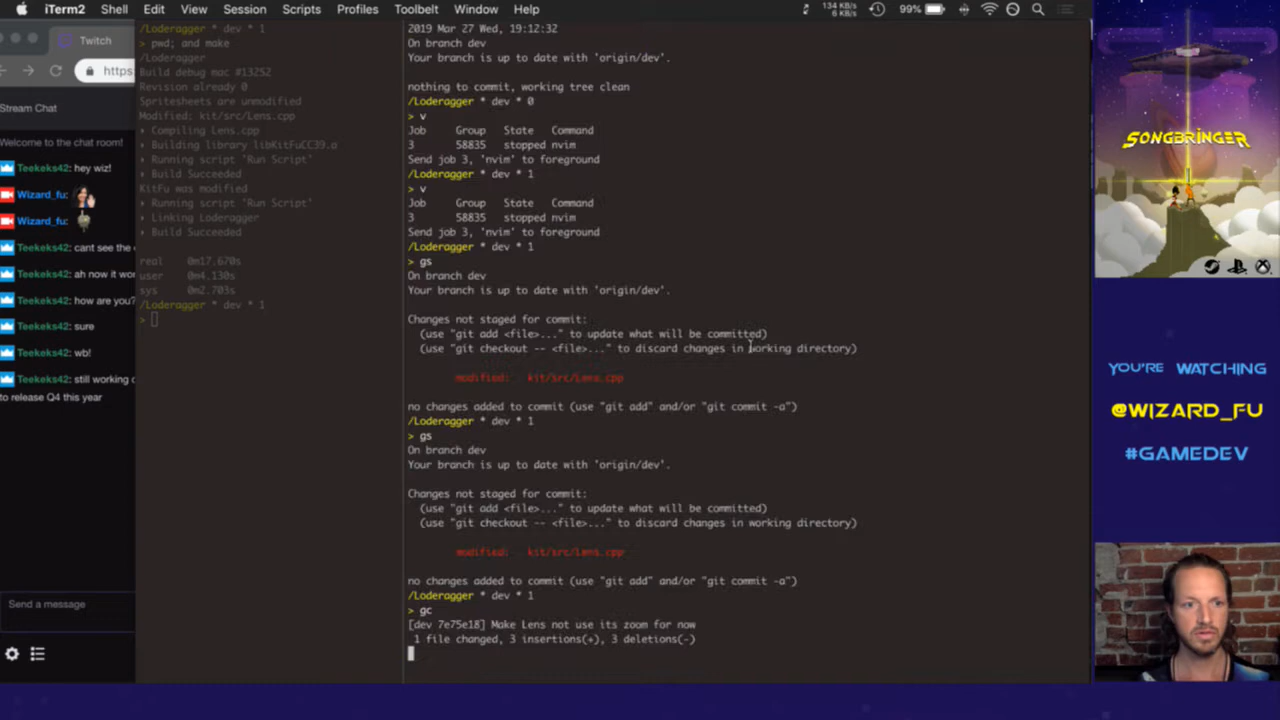 iTerm2 Shell Edit View Session Scripts Profiles Toolbelt Window Help
134 KB/s
6 KB/s
99%
Twitch
https:
Stream Chat
Welcome to the chat room!
Teekeks42: hey wiz!
Wizard_fu:
Wizard_fu:
Teekeks42: cant see the
Teekeks42: ah now it wor
Teekeks42: how are you?
Teekeks42: sure
Teekeks42: wb!
Teekeks42: still working
to release Q4 this year
Send a message
/Loderagger * dev * 1
> pwd; and make
/Loderagger
Build debug mac #13252
Revision already 0
Spritesheets are unmodified
Modified: kit/src/Lens.cpp
› Compiling Lens.cpp
› Building library libKitFuCC39.a
› Running script 'Run Script'
› Build Succeeded
KitFu was modified
› Running script 'Run Script'
› Linking Loderagger
› Build Succeeded
real 0m17.670s
user 0m4.130s
sys 0m2.703s
/Loderagger * dev * 1
>
2019 Mar 27 Wed, 19:12:32
On branch dev
Your branch is up to date with 'origin/dev'.
nothing to commit, working tree clean
/Loderagger * dev * 0
> v
Job Group State Command
3 58835 stopped nvim
Send job 3, 'nvim' to foreground
/Loderagger * dev * 1
> v
Job Group State Command
3 58835 stopped nvim
Send job 3, 'nvim' to foreground
/Loderagger * dev * 1
> gs
On branch dev
Your branch is up to date with 'origin/dev'.
Changes not staged for commit:
(use "git add <file>..." to update what will be committed)
(use "git checkout -- <file>..." to discard changes in working directory)
modified: kit/src/Lens.cpp
no changes added to commit (use "git add" and/or "git commit -a")
/Loderagger * dev * 1
> gs
On branch dev
Your branch is up to date with 'origin/dev'.
Changes not staged for commit:
(use "git add <file>..." to update what will be committed)
(use "git checkout -- <file>..." to discard changes in working directory)
modified: kit/src/Lens.cpp
no changes added to commit (use "git add" and/or "git commit -a")
/Loderagger * dev * 1
> gc
[dev 7e75e18] Make Lens not use its zoom for now
1 file changed, 3 insertions(+), 3 deletions(-)
SONGBRINGER
YOU'RE WATCHING
@WIZARD_FU
#GAMEDEV